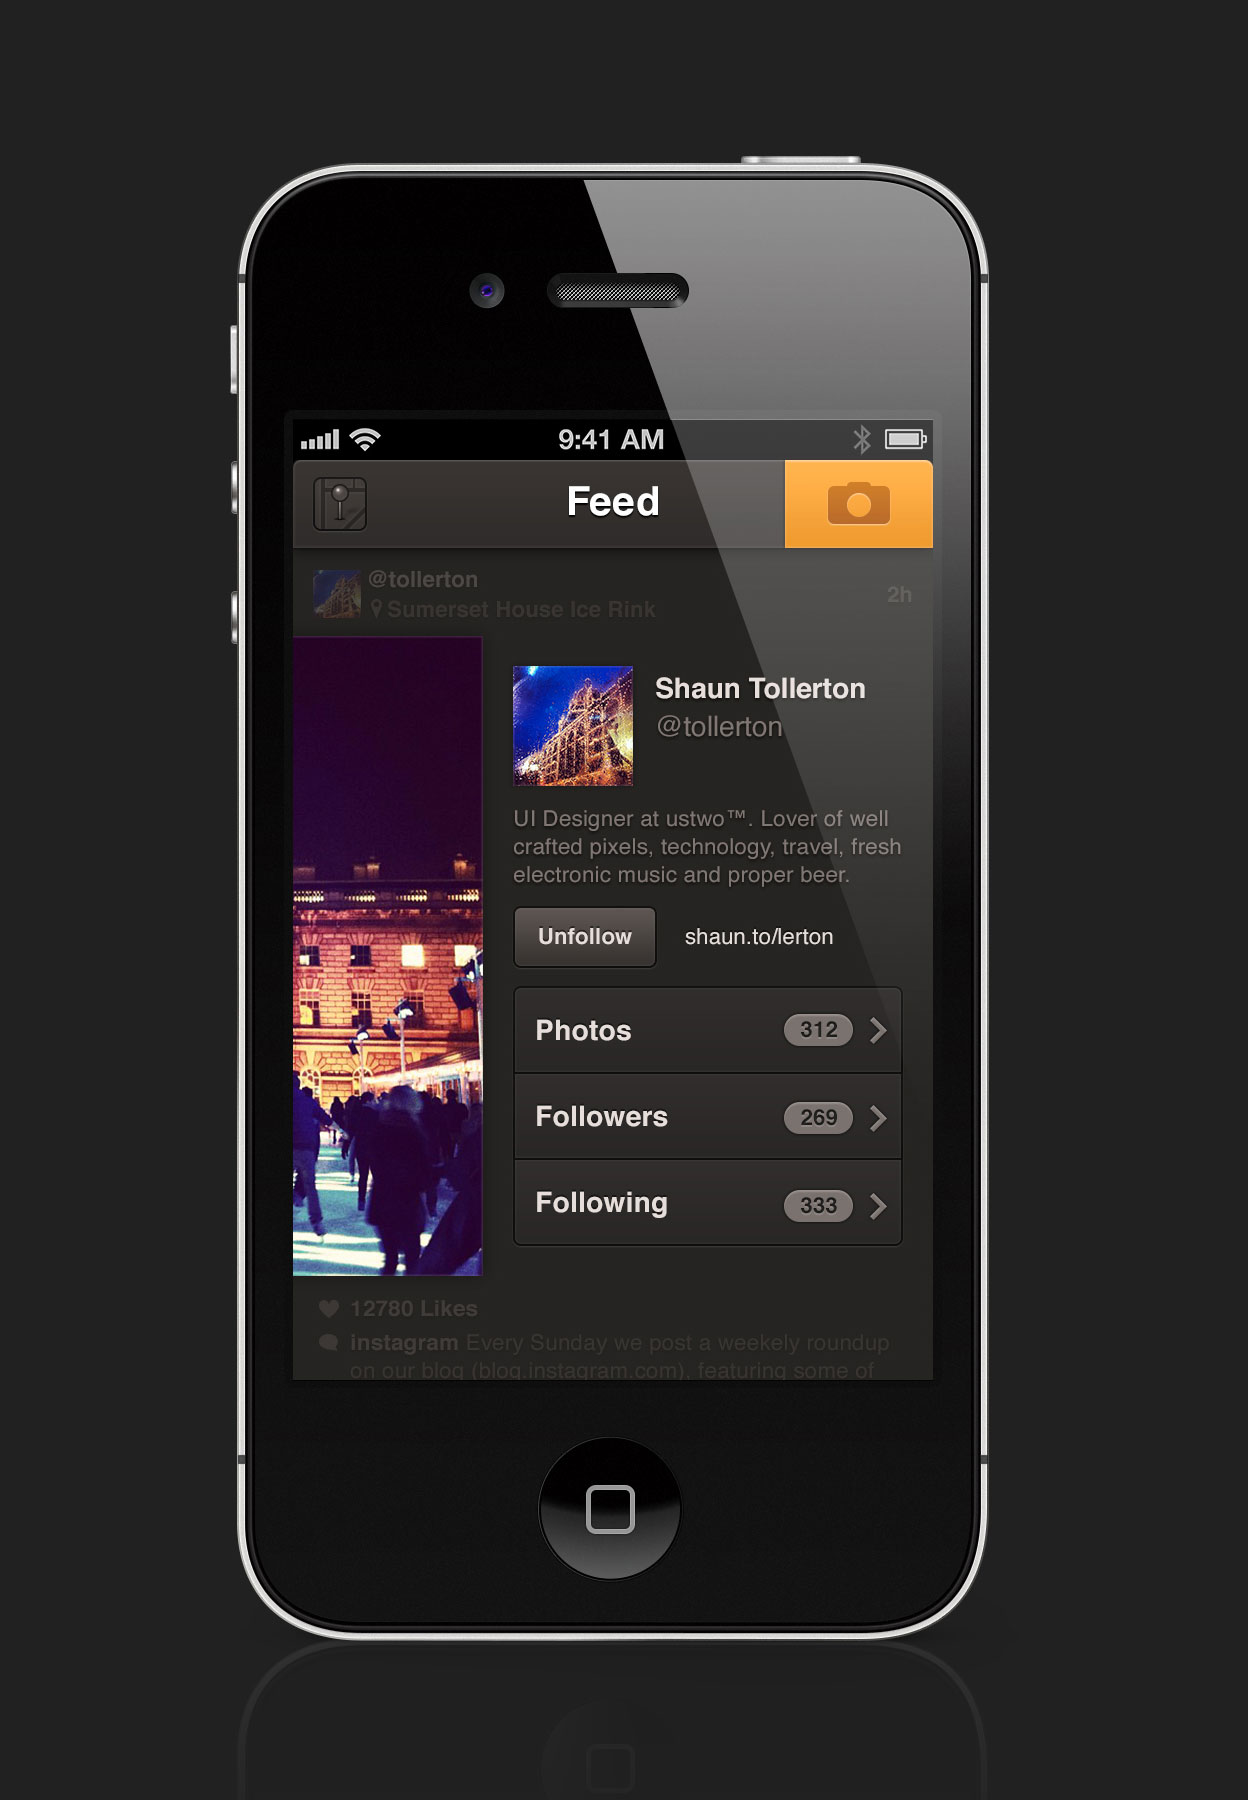 9:41 AM
Feed
@tollerton
2h
Sumerset House Ice Rink
Shaun Tollerton
@tollerton
UI Designer at ustwo™. Lover of well
crafted pixels, technology, travel, fresh
electronic music and proper beer.
Unfollow shaun.to/lerton
Photos 312
Followers 269
Following 333
12780 Likes
instagram Every Sunday we post a weekely roundup
on our blog (blog.instagram.com), featuring some of